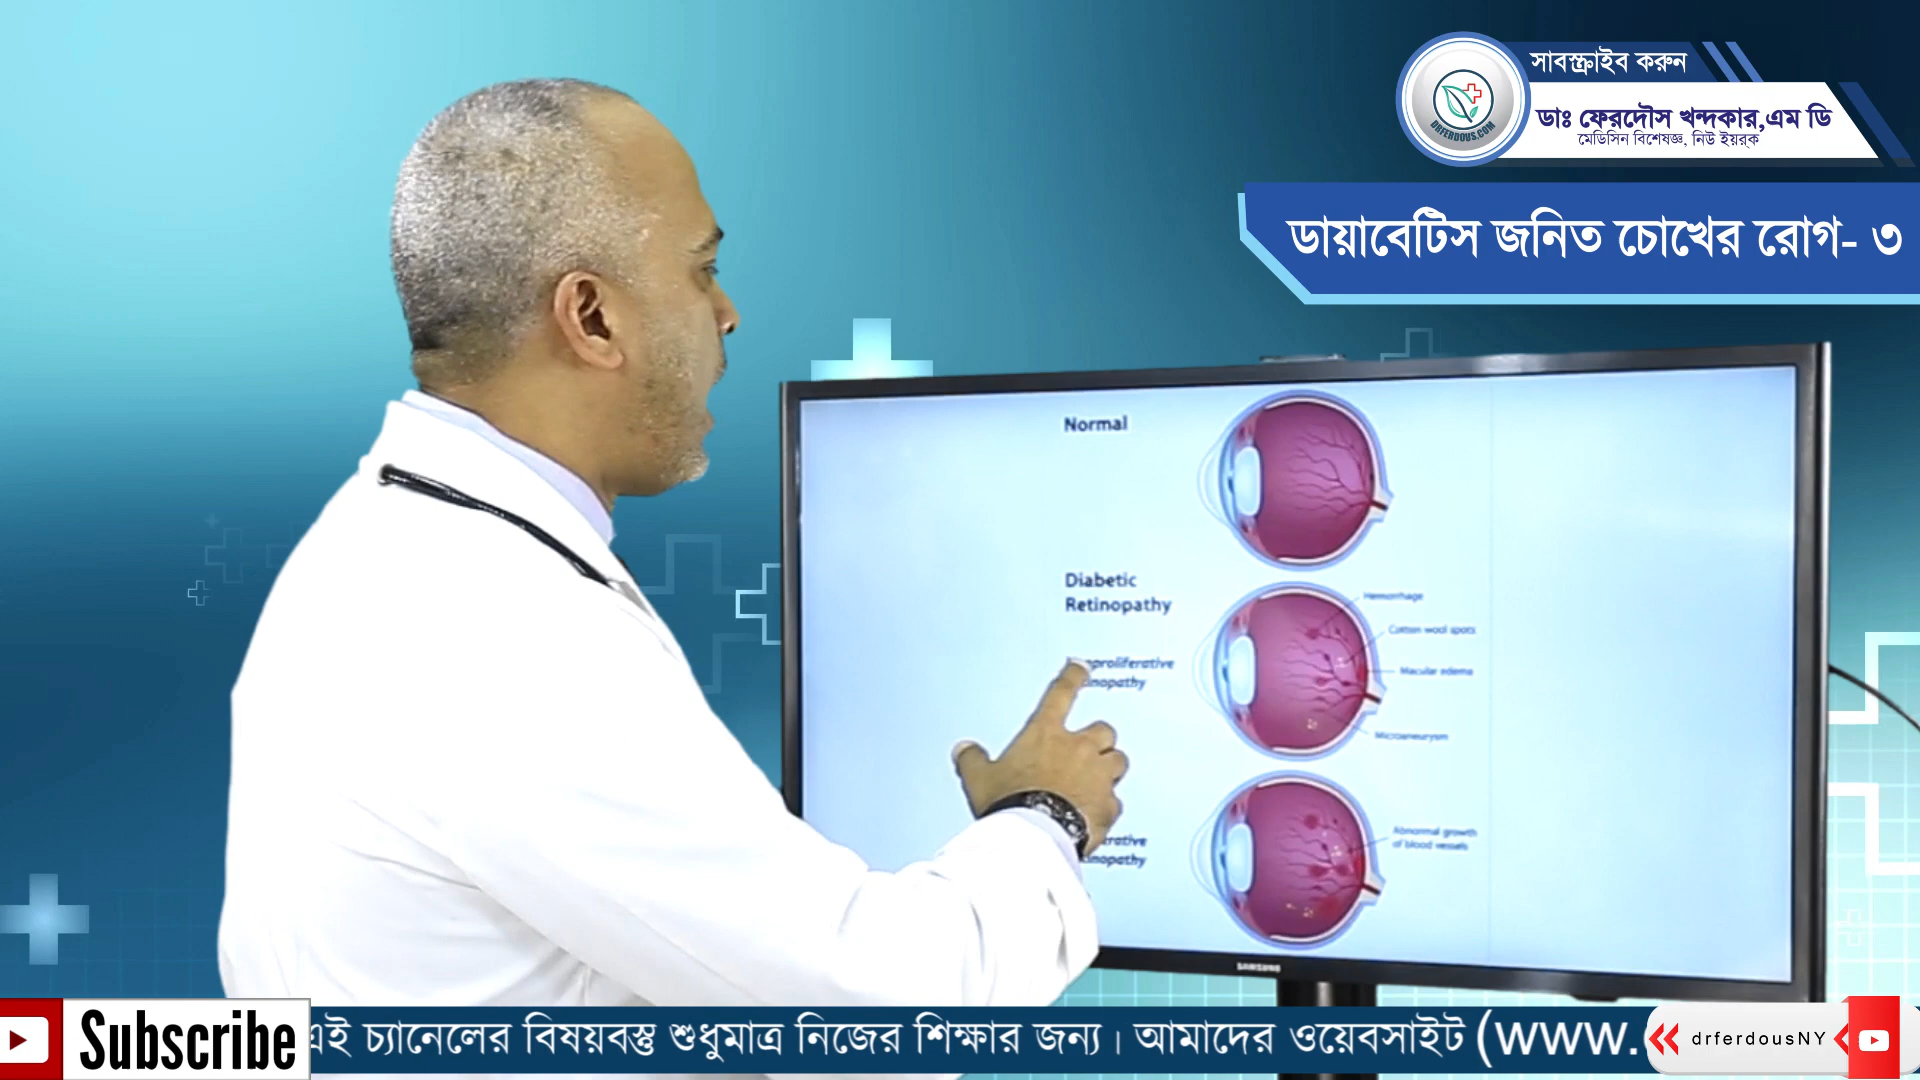 সাবস্ক্রাইব করুন
ডাঃ ফেরদৌস খন্দকার,এম ডি
মেডিসিন বিশেষজ্ঞ, নিউ ইয়র্ক
DRFERDOUS.COM
ডায়াবেটিস জনিত চোখের রোগ- ৩
Normal
Diabetic
Retinopathy
Hemorrhage
Cotton wool spots
Macular edema
Microaneurysm
Abnormal growth
of blood vessels
SAMSUNG
Subscribe
এই চ্যানেলের বিষয়বস্তু শুধুমাত্র নিজের শিক্ষার জন্য। আমাদের ওয়েবসাইট (www.
drferdousNY